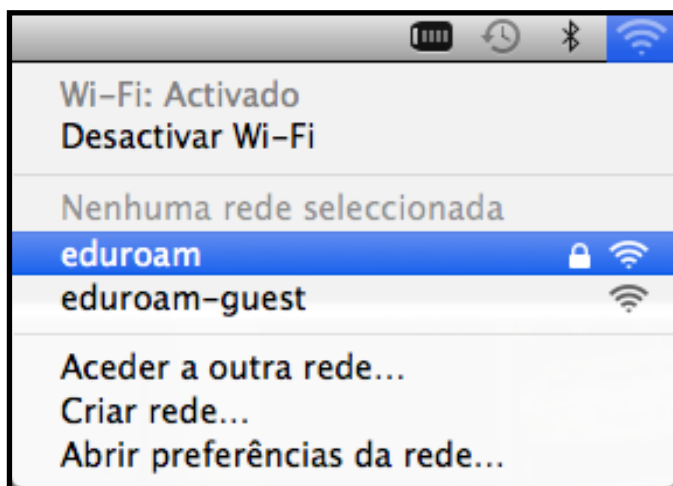 Wi-Fi: Activado
Desactivar Wi-Fi
Nenhuma rede seleccionada
eduroam
eduroam-guest
Aceder a outra rede...
Criar rede...
Abrir preferências da rede...